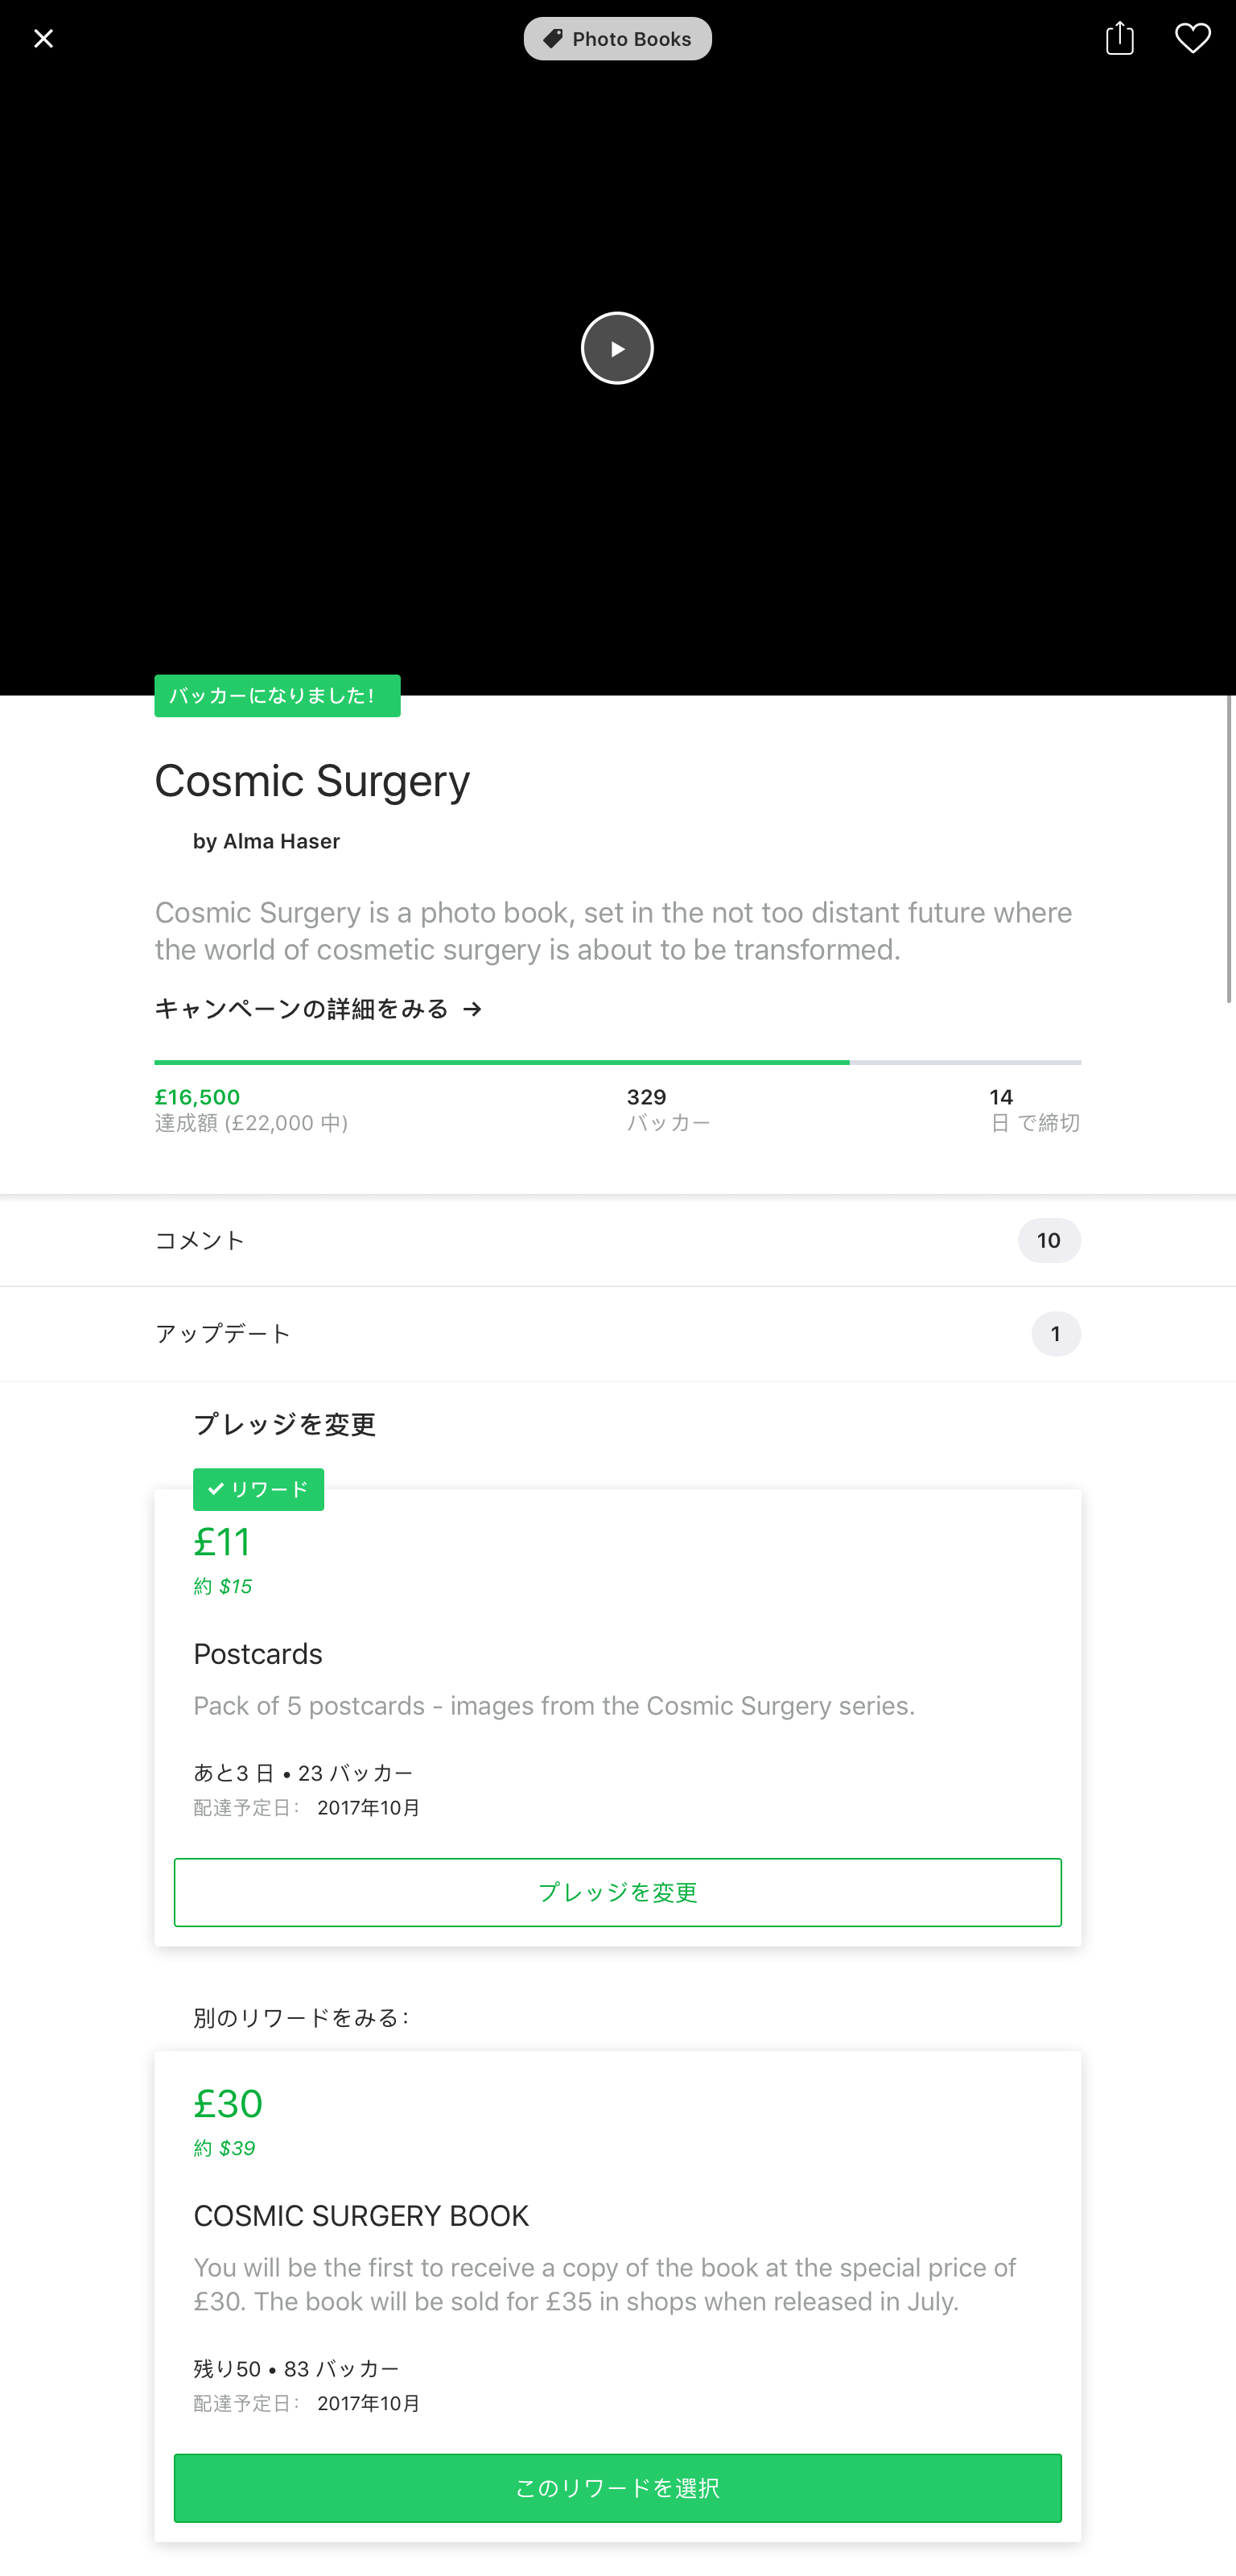 Photo Books
バッカーになりました！
Cosmic Surgery
by Alma Haser
Cosmic Surgery is a photo book, set in the not too distant future where
the world of cosmetic surgery is about to be transformed.
キャンペーンの詳細をみる →
£16,500
達成額 (£22,000 中)
329
バッカー
14
日 で締切
コメント
10
アップデート
1
プレッジを変更
リワード
£11
約 $15
Postcards
Pack of 5 postcards - images from the Cosmic Surgery series.
あと3 日 • 23 バッカー
配達予定日： 2017年10月
プレッジを変更
別のリワードをみる：
£30
約 $39
COSMIC SURGERY BOOK
You will be the first to receive a copy of the book at the special price of
£30. The book will be sold for £35 in shops when released in July.
残り50 • 83 バッカー
配達予定日： 2017年10月
このリワードを選択